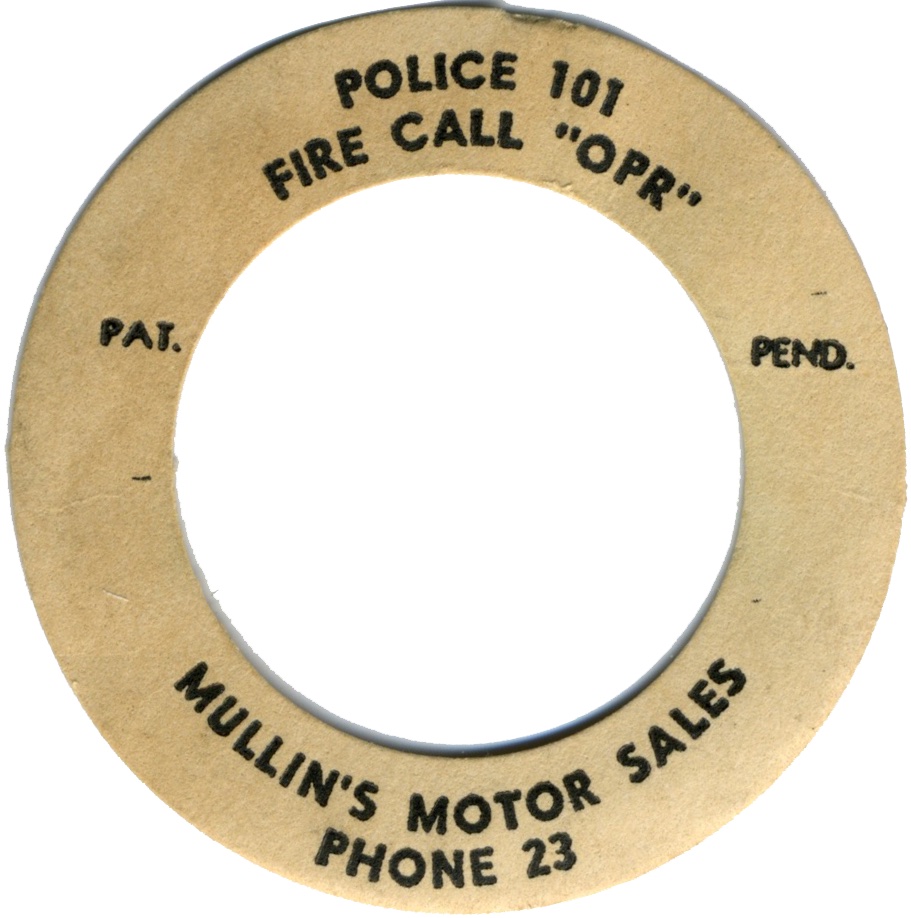 POLICE 101
FIRE CALL "OPR"
PAT. PEND.
MULLIN'S MOTOR SALES
PHONE 23